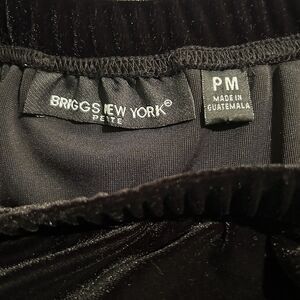 BRIGGS NEW YORK®
PETITE
PM
MADE IN
GUATEMALA